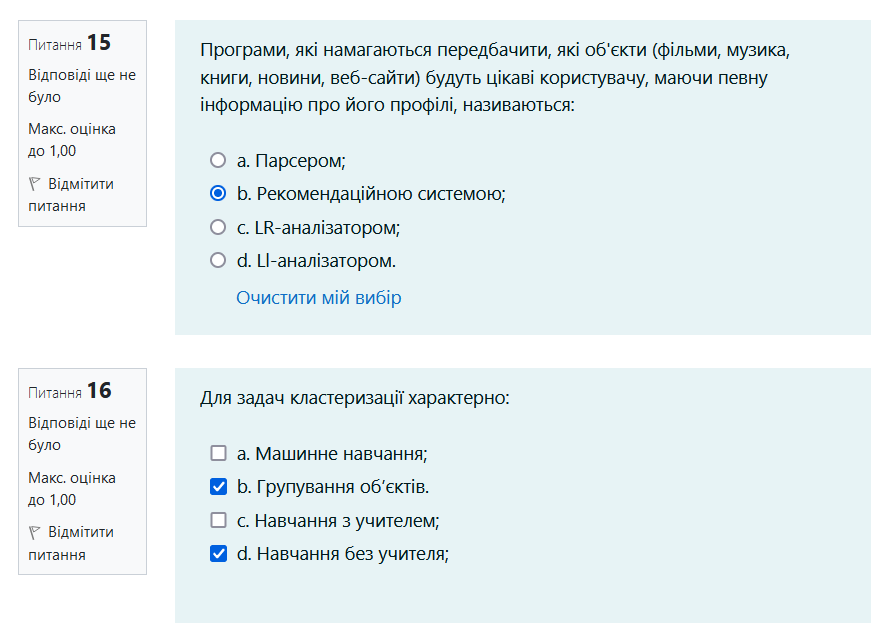 Питання 15
Відповіді ще не
було
Макс. оцінка
до 1,00
Відмітити
питання
Програми, які намагаються передбачити, які об'єкти (фільми, музика,
книги, новини, веб-сайти) будуть цікаві користувачу, маючи певну
інформацію про його профілі, називаються:
a. Парсером;
b. Рекомендаційною системою;
c. LR-аналізатором;
d. Ll-аналізатором.
Очистити мій вибір
Питання 16
Відповіді ще не
було
Макс. оцінка
до 1,00
Відмітити
питання
Для задач кластеризації характерно:
a. Машинне навчання;
b. Групування об’єктів.
c. Навчання з учителем;
d. Навчання без учителя;